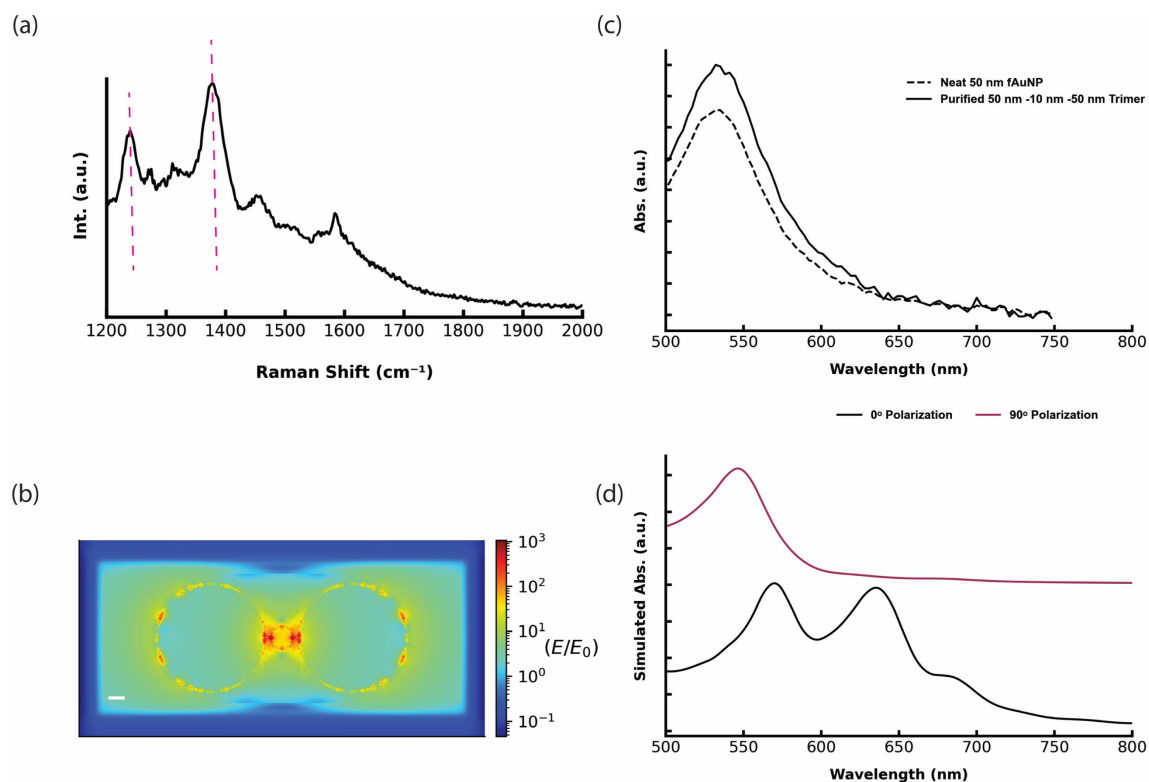 (a)
Int. (a.u.)
1200 1300 1400 1500 1600 1700 1800 1900 2000
Raman Shift (cm⁻¹)
(b)
10³
10²
10¹
10⁰
10⁻¹
(E/E₀)
(c)
Neat 50 nm fAuNP
Purified 50 nm -10 nm -50 nm Trimer
Abs. (a.u.)
500 550 600 650 700 750 800
Wavelength (nm)
0º Polarization 90º Polarization
(d)
Simulated Abs. (a.u.)
500 550 600 650 700 750 800
Wavelength (nm)